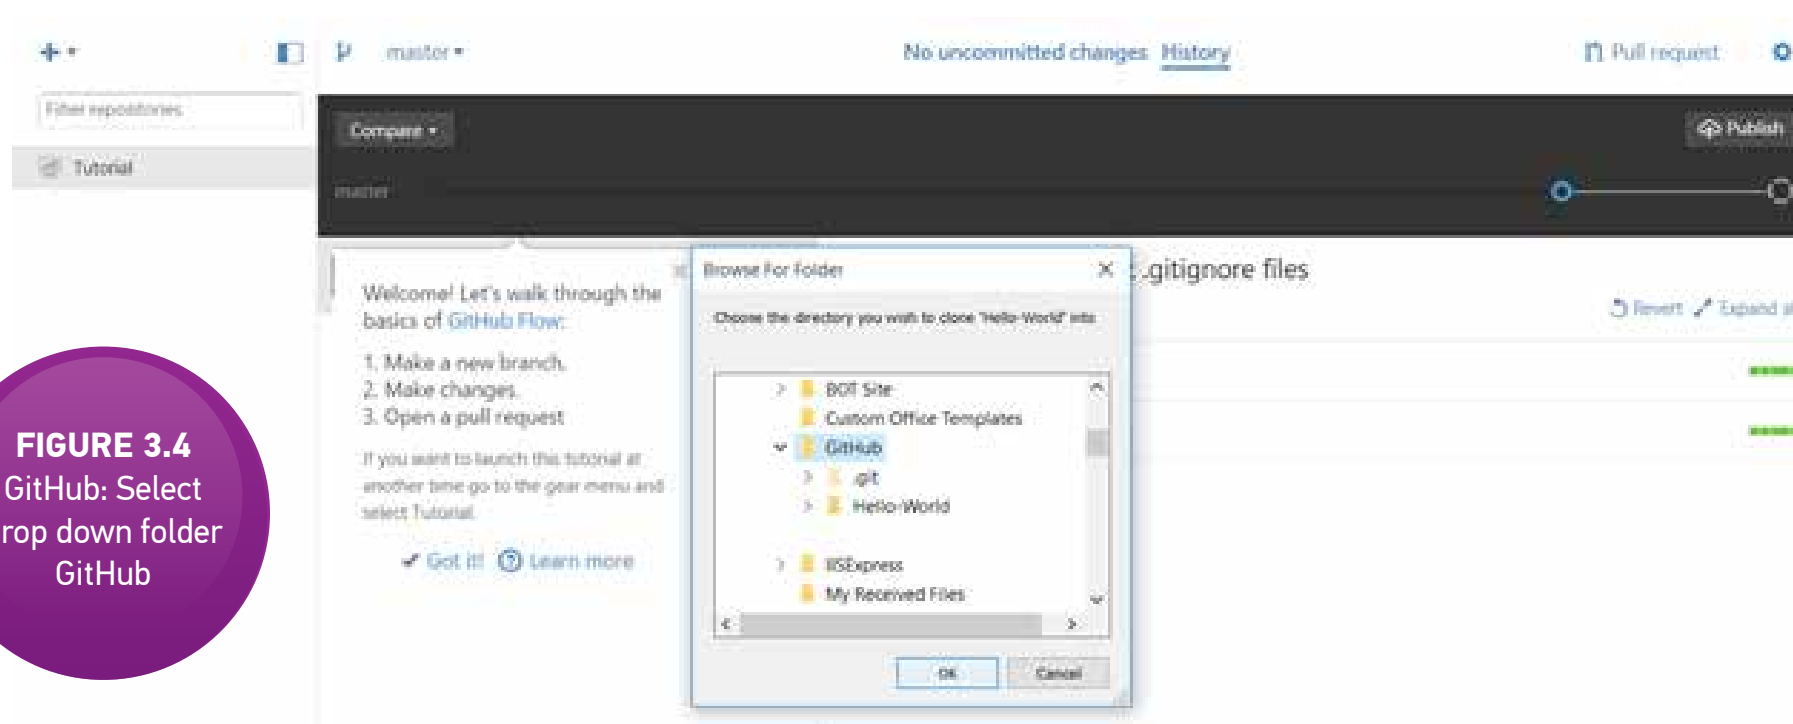 master
No uncommitted changes History
Pull request
Filter repositories
Compare
Publish
Tutorial
master
Browse For Folder
.gitignore files
Welcome! Let's walk through the
basics of GitHub Flow:
Choose the directory you wish to clone "Hello-World" into
Revert Expand al
1. Make a new branch.
2. Make changes.
3. Open a pull request
If you want to launch this tutorial at
another time go to the gear menu and
select Tutorial.
Got it! Learn more
BOT Site
Custom Office Templates
GitHub
.git
Hello-World
IISExpress
My Received Files
OK Cancel
FIGURE 3.4
GitHub: Select
rop down folder
GitHub